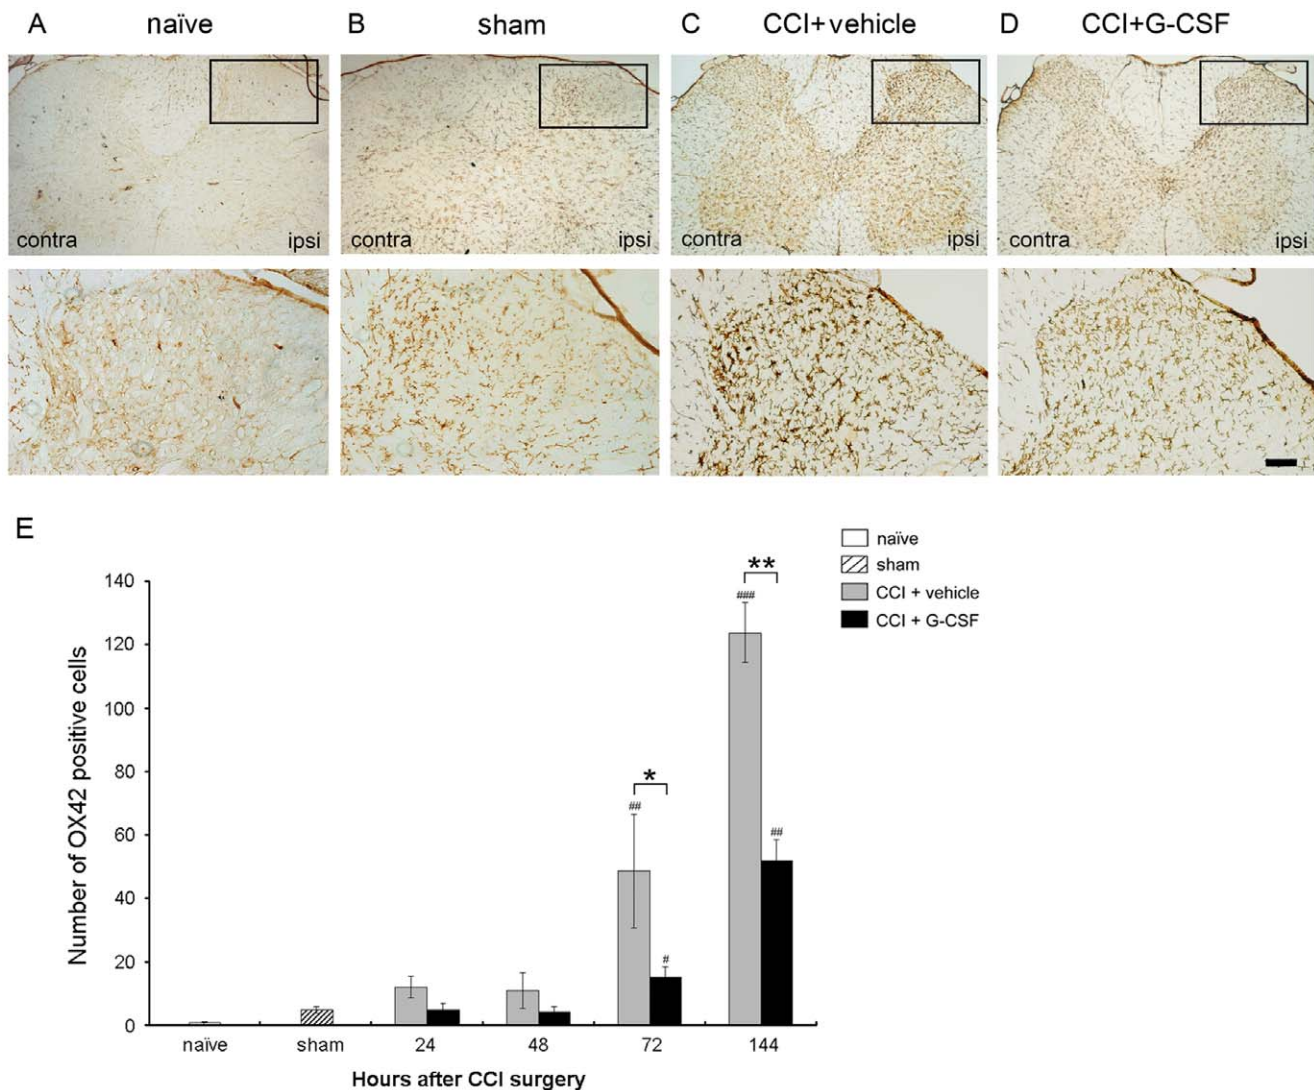 A naïve B sham C CCI+vehicle D CCI+G-CSF
contra ipsi contra ipsi contra ipsi contra ipsi
E
naïve
sham
CCI + vehicle
CCI + G-CSF
Number of OX42 positive cells
140
120
100
80
60
40
20
0
**
###
*
##
##
#
naïve sham 24 48 72 144
Hours after CCI surgery